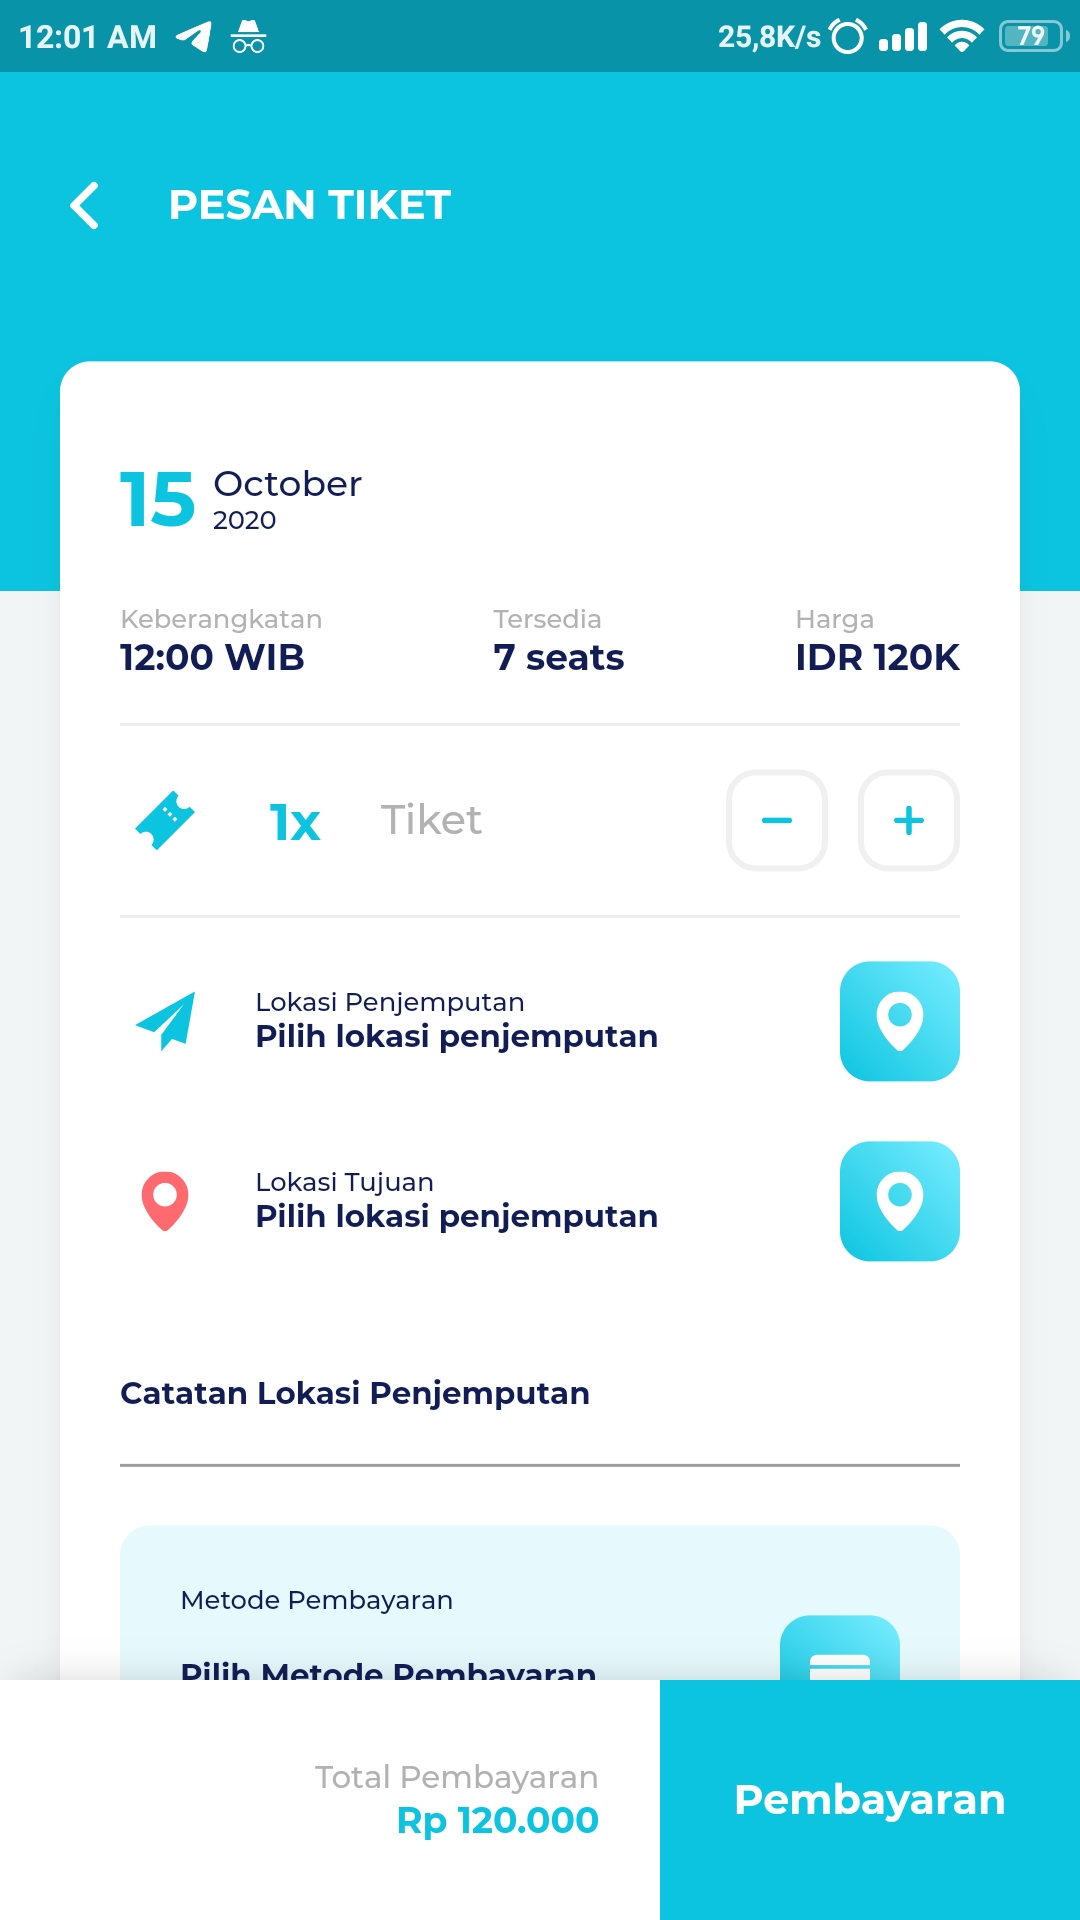 12:01 AM 25,8K/s 79
PESAN TIKET
15 October
2020
Keberangkatan Tersedia Harga
12:00 WIB 7 seats IDR 120K
1x Tiket
Lokasi Penjemputan
Pilih lokasi penjemputan
Lokasi Tujuan
Pilih lokasi penjemputan
Catatan Lokasi Penjemputan
Metode Pembayaran
Pilih Metode Pembayaran
Total Pembayaran
Rp 120.000
Pembayaran